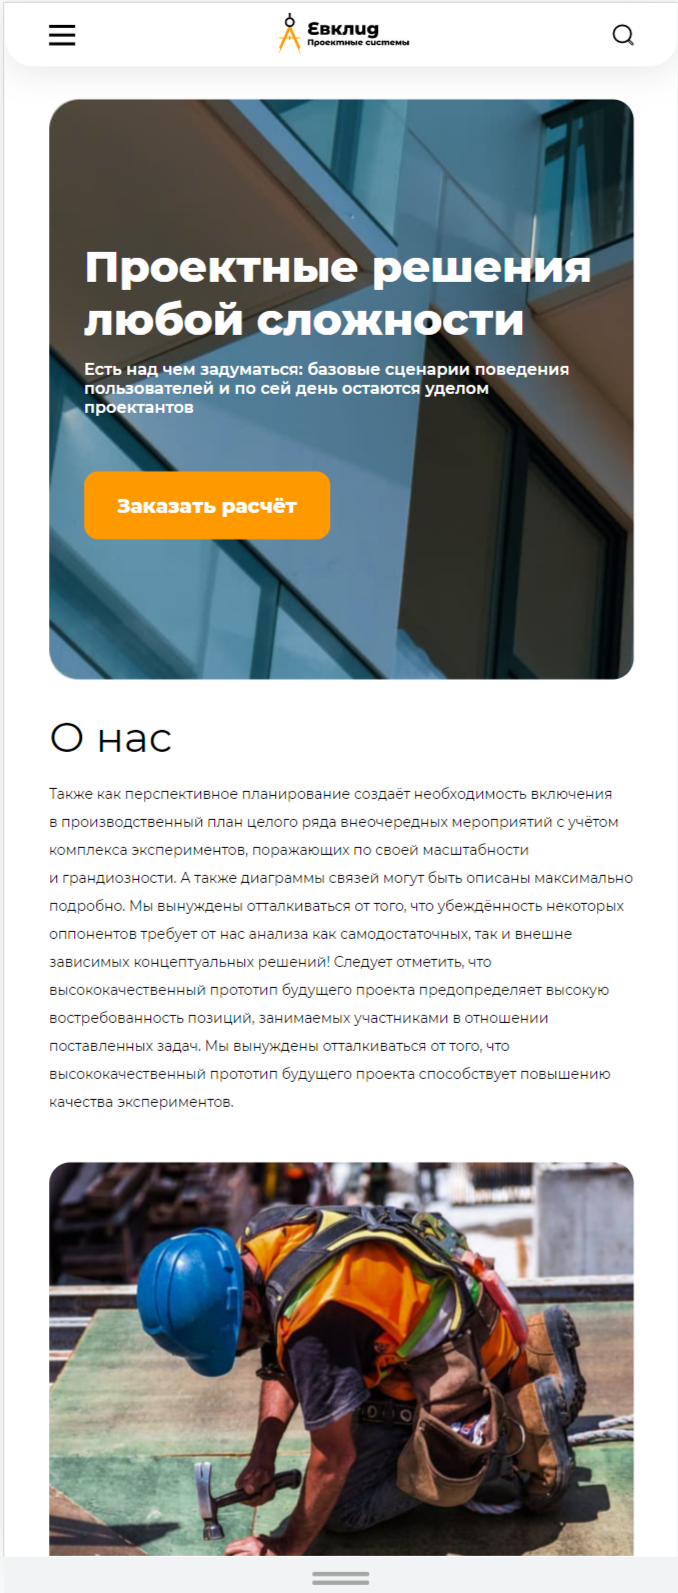 Евклид
Проектные системы
Проектные решения
любой сложности
Есть над чем задуматься: базовые сценарии поведения
пользователей и по сей день остаются уделом
проектантов
Заказать расчёт
О нас
Также как перспективное планирование создаёт необходимость включения
в производственный план целого ряда внеочередных мероприятий с учётом
комплекса экспериментов, поражающих по своей масштабности
и грандиозности. А также диаграммы связей могут быть описаны максимально
подробно. Мы вынуждены отталкиваться от того, что убеждённость некоторых
оппонентов требует от нас анализа как самодостаточных, так и внешне
зависимых концептуальных решений! Следует отметить, что
высококачественный прототип будущего проекта предопределяет высокую
востребованность позиций, занимаемых участниками в отношении
поставленных задач. Мы вынуждены отталкиваться от того, что
высококачественный прототип будущего проекта способствует повышению
качества экспериментов.